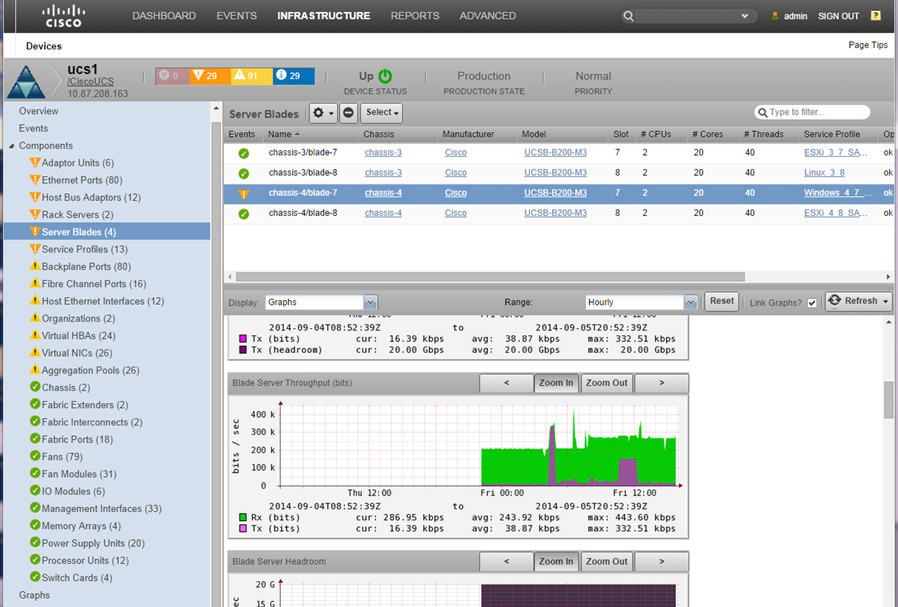 CISCO
DASHBOARD EVENTS INFRASTRUCTURE REPORTS ADVANCED admin SIGN OUT ?
Devices Page Tips
ucs1
/CiscoUCS
10.87.208.163
0 29 91 29
Up
DEVICE STATUS
Production
PRODUCTION STATE
Normal
PRIORITY
Overview
Events
Components
Adaptor Units (6)
Ethernet Ports (80)
Host Bus Adaptors (12)
Rack Servers (2)
Server Blades (4)
Service Profiles (13)
Backplane Ports (80)
Fibre Channel Ports (16)
Host Ethernet Interfaces (12)
Organizations (2)
Virtual HBAs (24)
Virtual NICs (26)
Aggregation Pools (26)
Chassis (2)
Fabric Extenders (2)
Fabric Interconnects (2)
Fabric Ports (18)
Fans (79)
Fan Modules (31)
IO Modules (6)
Management Interfaces (33)
Memory Arrays (4)
Power Supply Units (20)
Processor Units (12)
Switch Cards (4)
Graphs
Server Blades Select Type to filter...
Events Name Chassis Manufacturer Model Slot # CPUs # Cores # Threads Service Profile Op
chassis-3/blade-7 chassis-3 Cisco UCSB-B200-M3 7 2 20 40 ESXi_3_7_SA... ok
chassis-3/blade-8 chassis-3 Cisco UCSB-B200-M3 8 2 20 40 Linux_3_8 ok
chassis-4/blade-7 chassis-4 Cisco UCSB-B200-M3 7 2 20 40 Windows_4_7_... ok
chassis-4/blade-8 chassis-4 Cisco UCSB-B200-M3 8 2 20 40 ESXi_4_8_SA... ok
Display: Graphs Range: Hourly Reset Link Graphs? Refresh
2014-09-04T08:52:39Z to 2014-09-05T20:52:39Z
Tx (bits) cur: 16.39 kbps avg: 38.87 kbps max: 332.51 kbps
Tx (headroom) cur: 20.00 Gbps avg: 20.00 Gbps max: 20.00 Gbps
Blade Server Throughput (bits) < Zoom In Zoom Out >
bits / sec
400 k
300 k
200 k
100 k
0
Thu 12:00 Fri 00:00 Fri 12:00
2014-09-04T08:52:39Z to 2014-09-05T20:52:39Z
Rx (bits) cur: 286.95 kbps avg: 243.92 kbps max: 443.60 kbps
Tx (bits) cur: 16.39 kbps avg: 38.87 kbps max: 332.51 kbps
Blade Server Headroom < Zoom In Zoom Out >
20 G
15 G